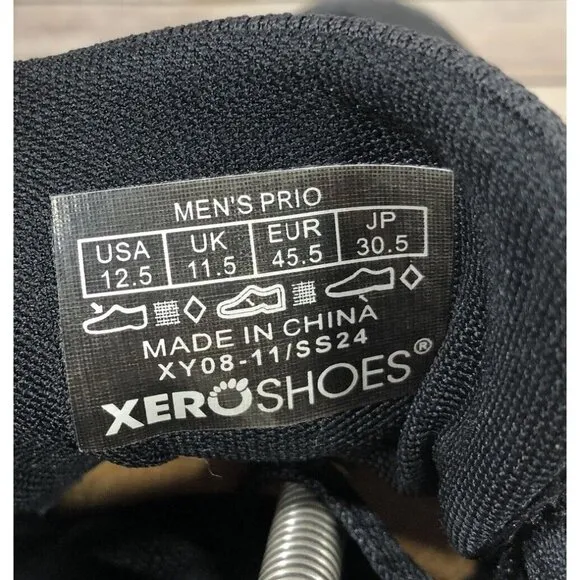 MEN'S PRIO
USA UK EUR JP
12.5 11.5 45.5 30.5
MADE IN CHINA
XY08-11/SS24
XEROSHOES®